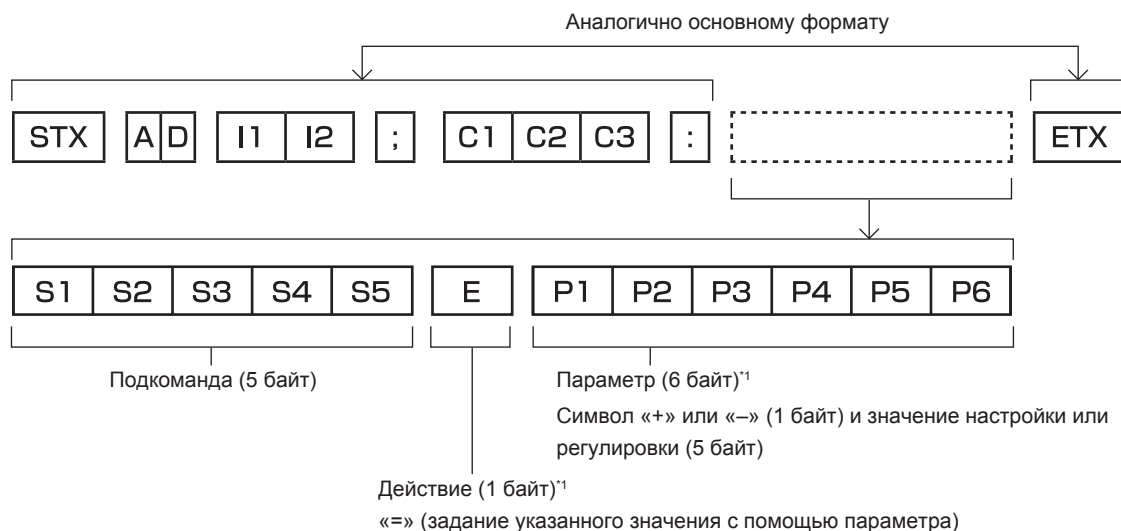 Аналогично основному формату
STX A D I1 I2 ; C1 C2 C3 : ETX
S1 S2 S3 S4 S5 E P1 P2 P3 P4 P5 P6
Подкоманда (5 байт)
Параметр (6 байт)*1
Символ «+» или «–» (1 байт) и значение настройки или
регулировки (5 байт)
Действие (1 байт)*1
«=» (задание указанного значения с помощью параметра)